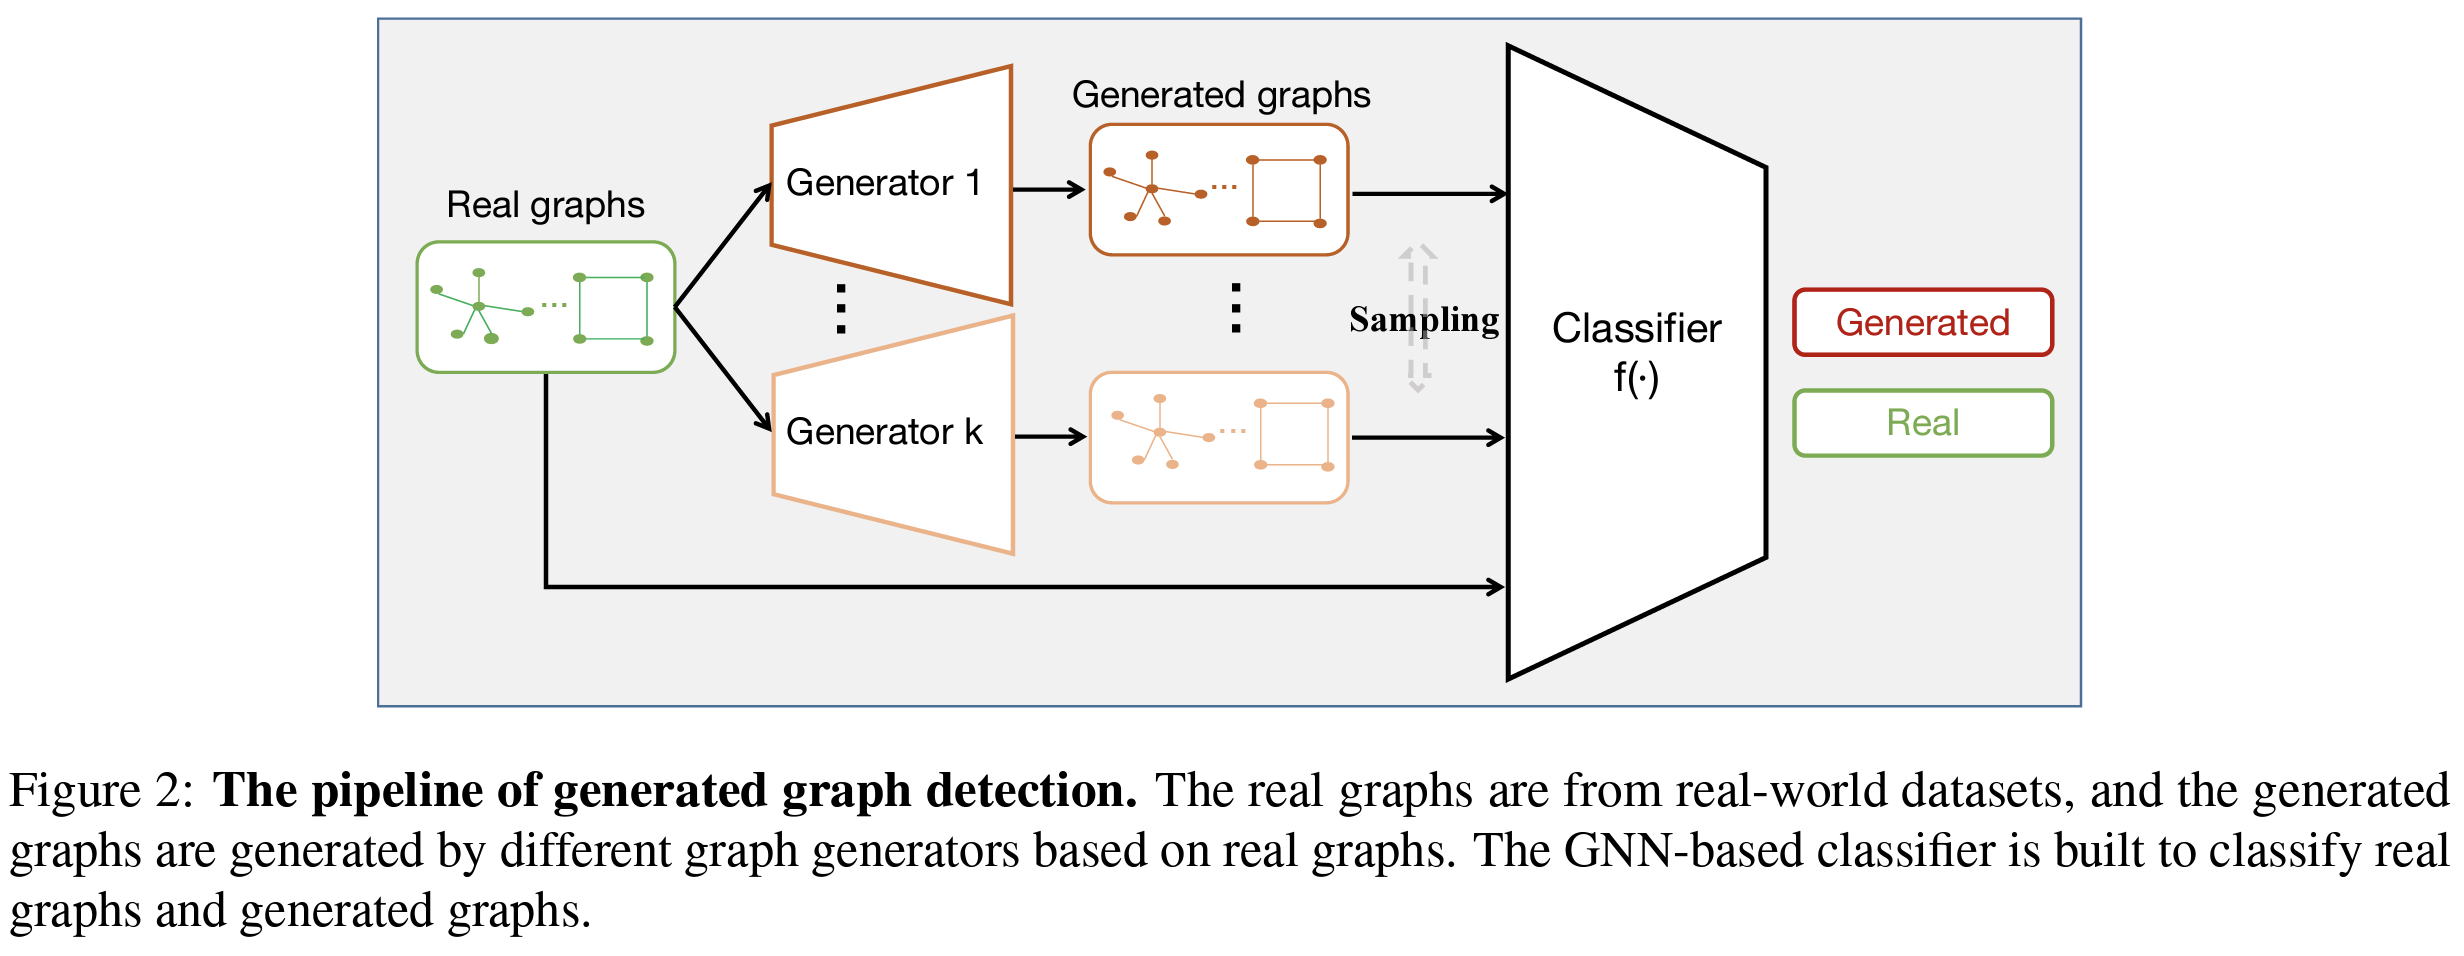 Generated graphs
Generator 1
Real graphs
Sampling
Classifier
f(·)
Generated
Real
Generator k
Figure 2: The pipeline of generated graph detection. The real graphs are from real-world datasets, and the generated
graphs are generated by different graph generators based on real graphs. The GNN-based classifier is built to classify real
graphs and generated graphs.